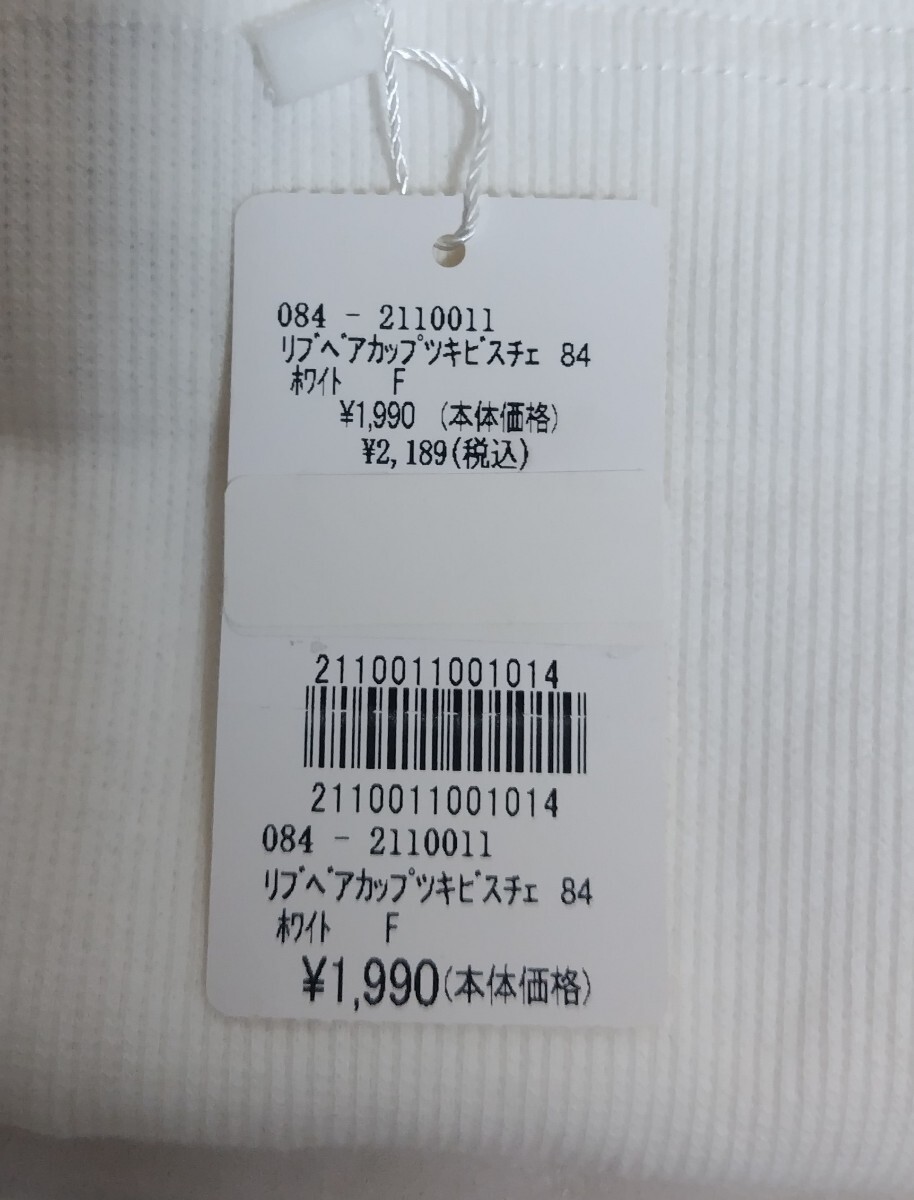 084 - 2110011
ﾘﾌﾞﾍﾞｱｶｯﾌﾟﾂｷﾋﾞｽﾁｪ 84
ﾎﾜｲﾄ F
¥1,990 (本体価格)
¥2,189(税込)
2110011001014
2110011001014
084 - 2110011
ﾘﾌﾞﾍﾞｱｶｯﾌﾟﾂｷﾋﾞｽﾁｪ 84
ﾎﾜｲﾄ F
¥1,990(本体価格)